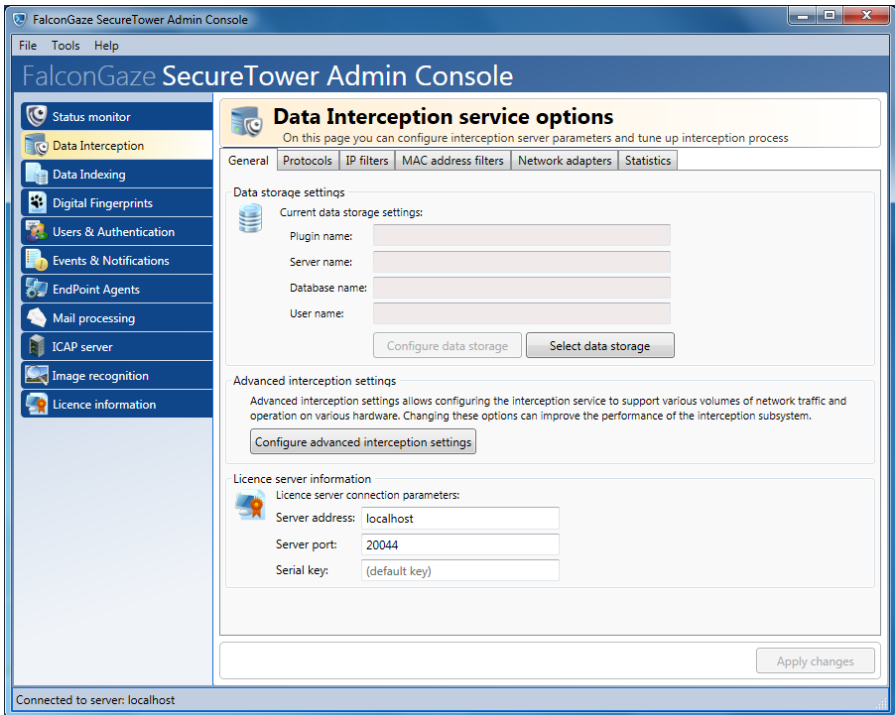 FalconGaze SecureTower Admin Console
File Tools Help
FalconGaze SecureTower Admin Console
Status monitor
Data Interception
Data Indexing
Digital Fingerprints
Users & Authentication
Events & Notifications
EndPoint Agents
Mail processing
ICAP server
Image recognition
Licence information
Data Interception service options
On this page you can configure interception server parameters and tune up interception process
General Protocols IP filters MAC address filters Network adapters Statistics
Data storage settings
Current data storage settings:
Plugin name:
Server name:
Database name:
User name:
Configure data storage Select data storage
Advanced interception settings
Advanced interception settings allows configuring the interception service to support various volumes of network traffic and
operation on various hardware. Changing these options can improve the performance of the interception subsystem.
Configure advanced interception settings
Licence server information
Licence server connection parameters:
Server address: localhost
Server port: 20044
Serial key: (default key)
Apply changes
Connected to server: localhost